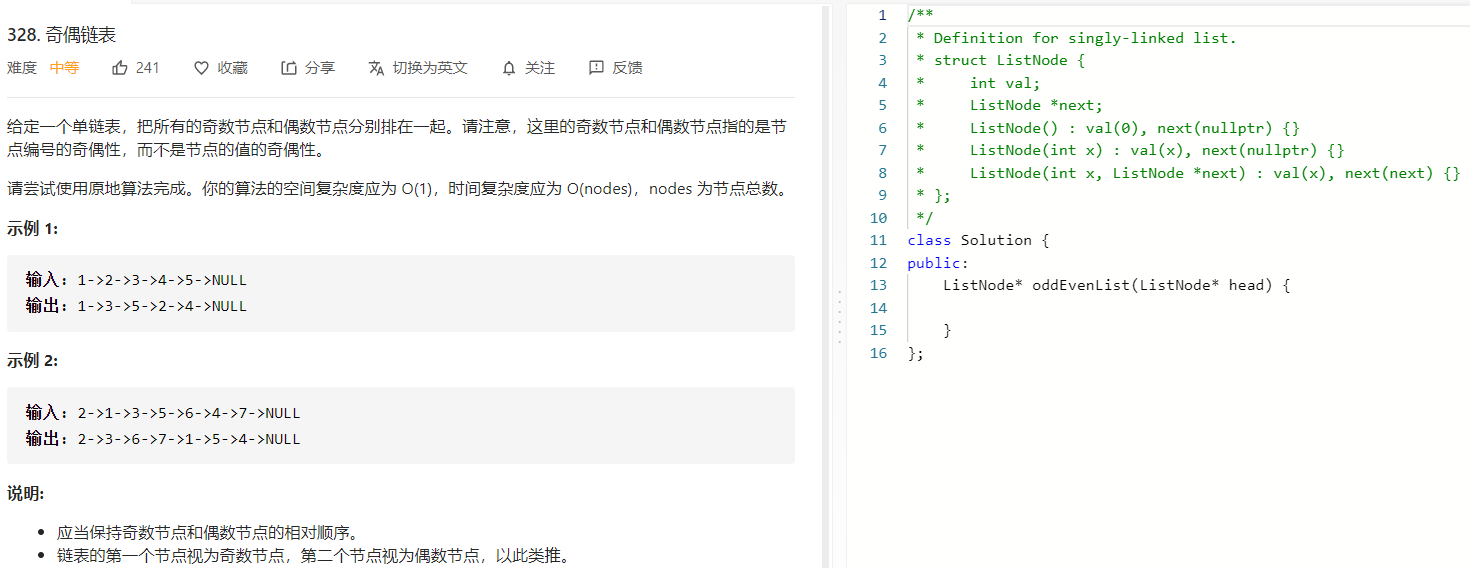 328. 奇偶链表
难度 中等 241 收藏 分享 切换为英文 关注 反馈
给定一个单链表，把所有的奇数节点和偶数节点分别排在一起。请注意，这里的奇数节点和偶数节点指的是节
点编号的奇偶性，而不是节点的值的奇偶性。
请尝试使用原地算法完成。你的算法的空间复杂度应为 O(1)，时间复杂度应为 O(nodes)，nodes 为节点总数。
示例 1:
输入: 1->2->3->4->5->NULL
输出: 1->3->5->2->4->NULL
示例 2:
输入: 2->1->3->5->6->4->7->NULL
输出: 2->3->6->7->1->5->4->NULL
说明:
• 应当保持奇数节点和偶数节点的相对顺序。
• 链表的第一个节点视为奇数节点，第二个节点视为偶数节点，以此类推。
1 /**
2  * Definition for singly-linked list.
3  * struct ListNode {
4  *     int val;
5  *     ListNode *next;
6  *     ListNode() : val(0), next(nullptr) {}
7  *     ListNode(int x) : val(x), next(nullptr) {}
8  *     ListNode(int x, ListNode *next) : val(x), next(next) {}
9  * };
10  */
11 class Solution {
12 public:
13     ListNode* oddEvenList(ListNode* head) {
14
15     }
16 };